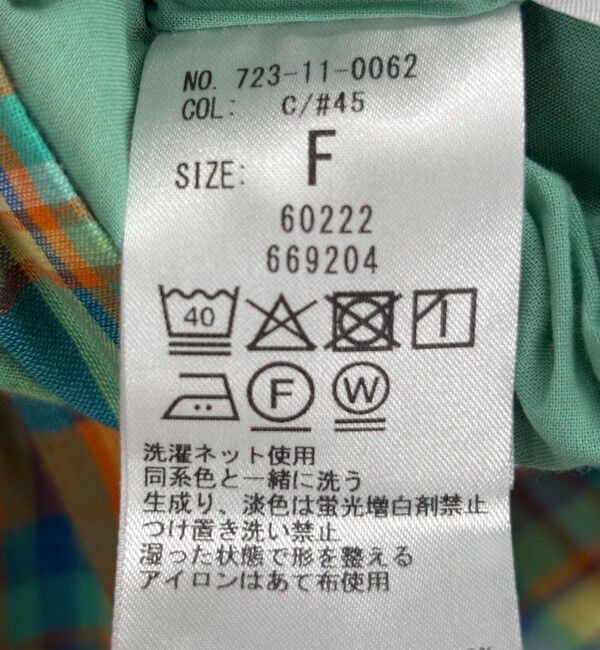 NO. 723-11-0062
COL: C/#45
SIZE: F
60222
669204
40
F W
洗濯ネット使用
同系色と一緒に洗う
生成り、淡色は蛍光増白剤禁止
つけ置き洗い禁止
湿った状態で形を整える
アイロンはあて布使用